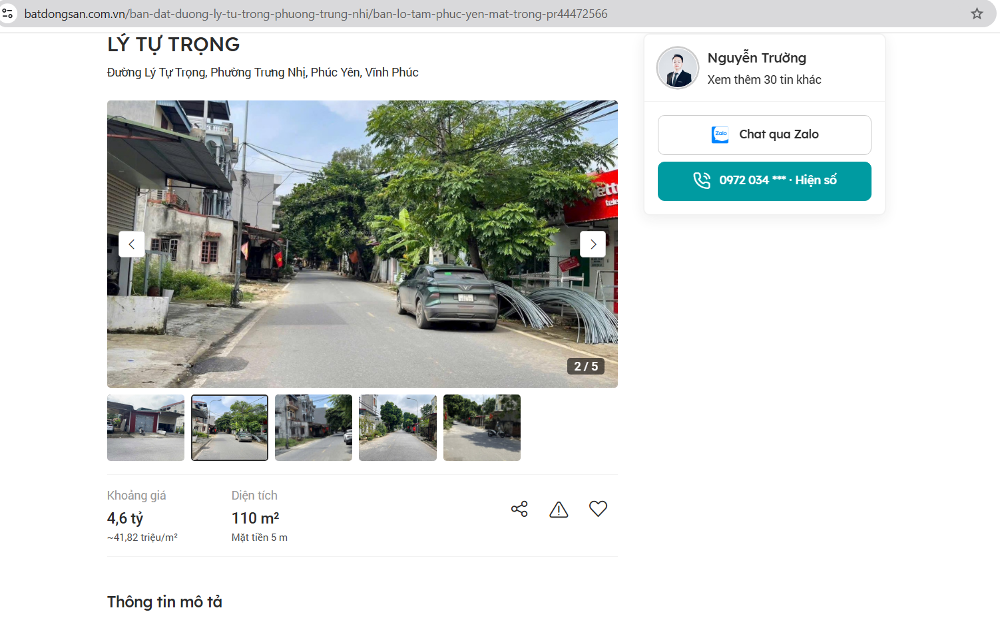 batdongsan.com.vn/ban-dat-duong-ly-tu-trong-phuong-trung-nhi/ban-lo-tam-phuc-yen-mat-trong-pr44472566
LÝ TỰ TRỌNG
Đường Lý Tự Trọng, Phường Trưng Nhị, Phúc Yên, Vĩnh Phúc
2 / 5
Khoảng giá
Diện tích
4,6 tỷ
110 m²
~41,82 triệu/m²
Mặt tiền 5 m
Thông tin mô tả
Nguyễn Trường
Xem thêm 30 tin khác
Zalo
Chat qua Zalo
0972 034 *** · Hiện số